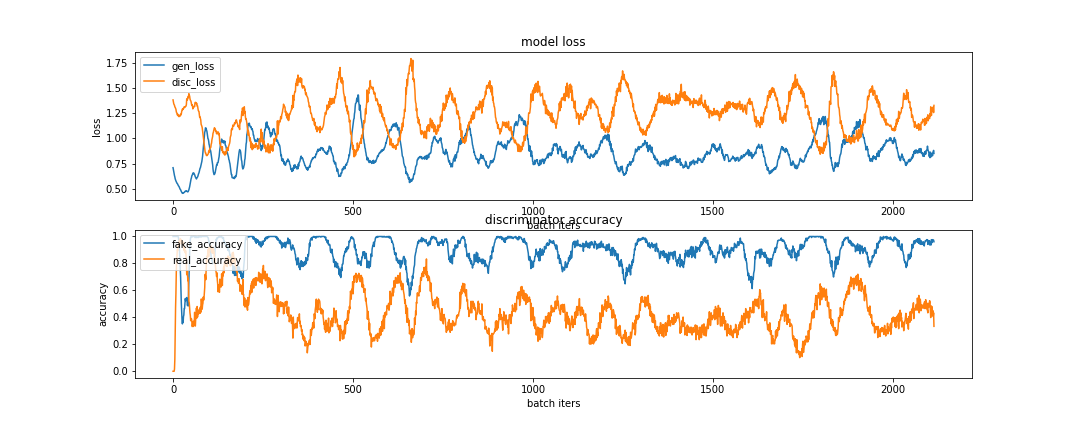 model loss
1.75
1.50
1.25
1.00
0.75
0.50
loss
gen_loss
disc_loss
0
500
1000
1500
2000
batch iters
discriminator accuracy
1.0
0.8
0.6
0.4
0.2
0.0
accuracy
fake_accuracy
real_accuracy
0
500
1000
1500
2000
batch iters